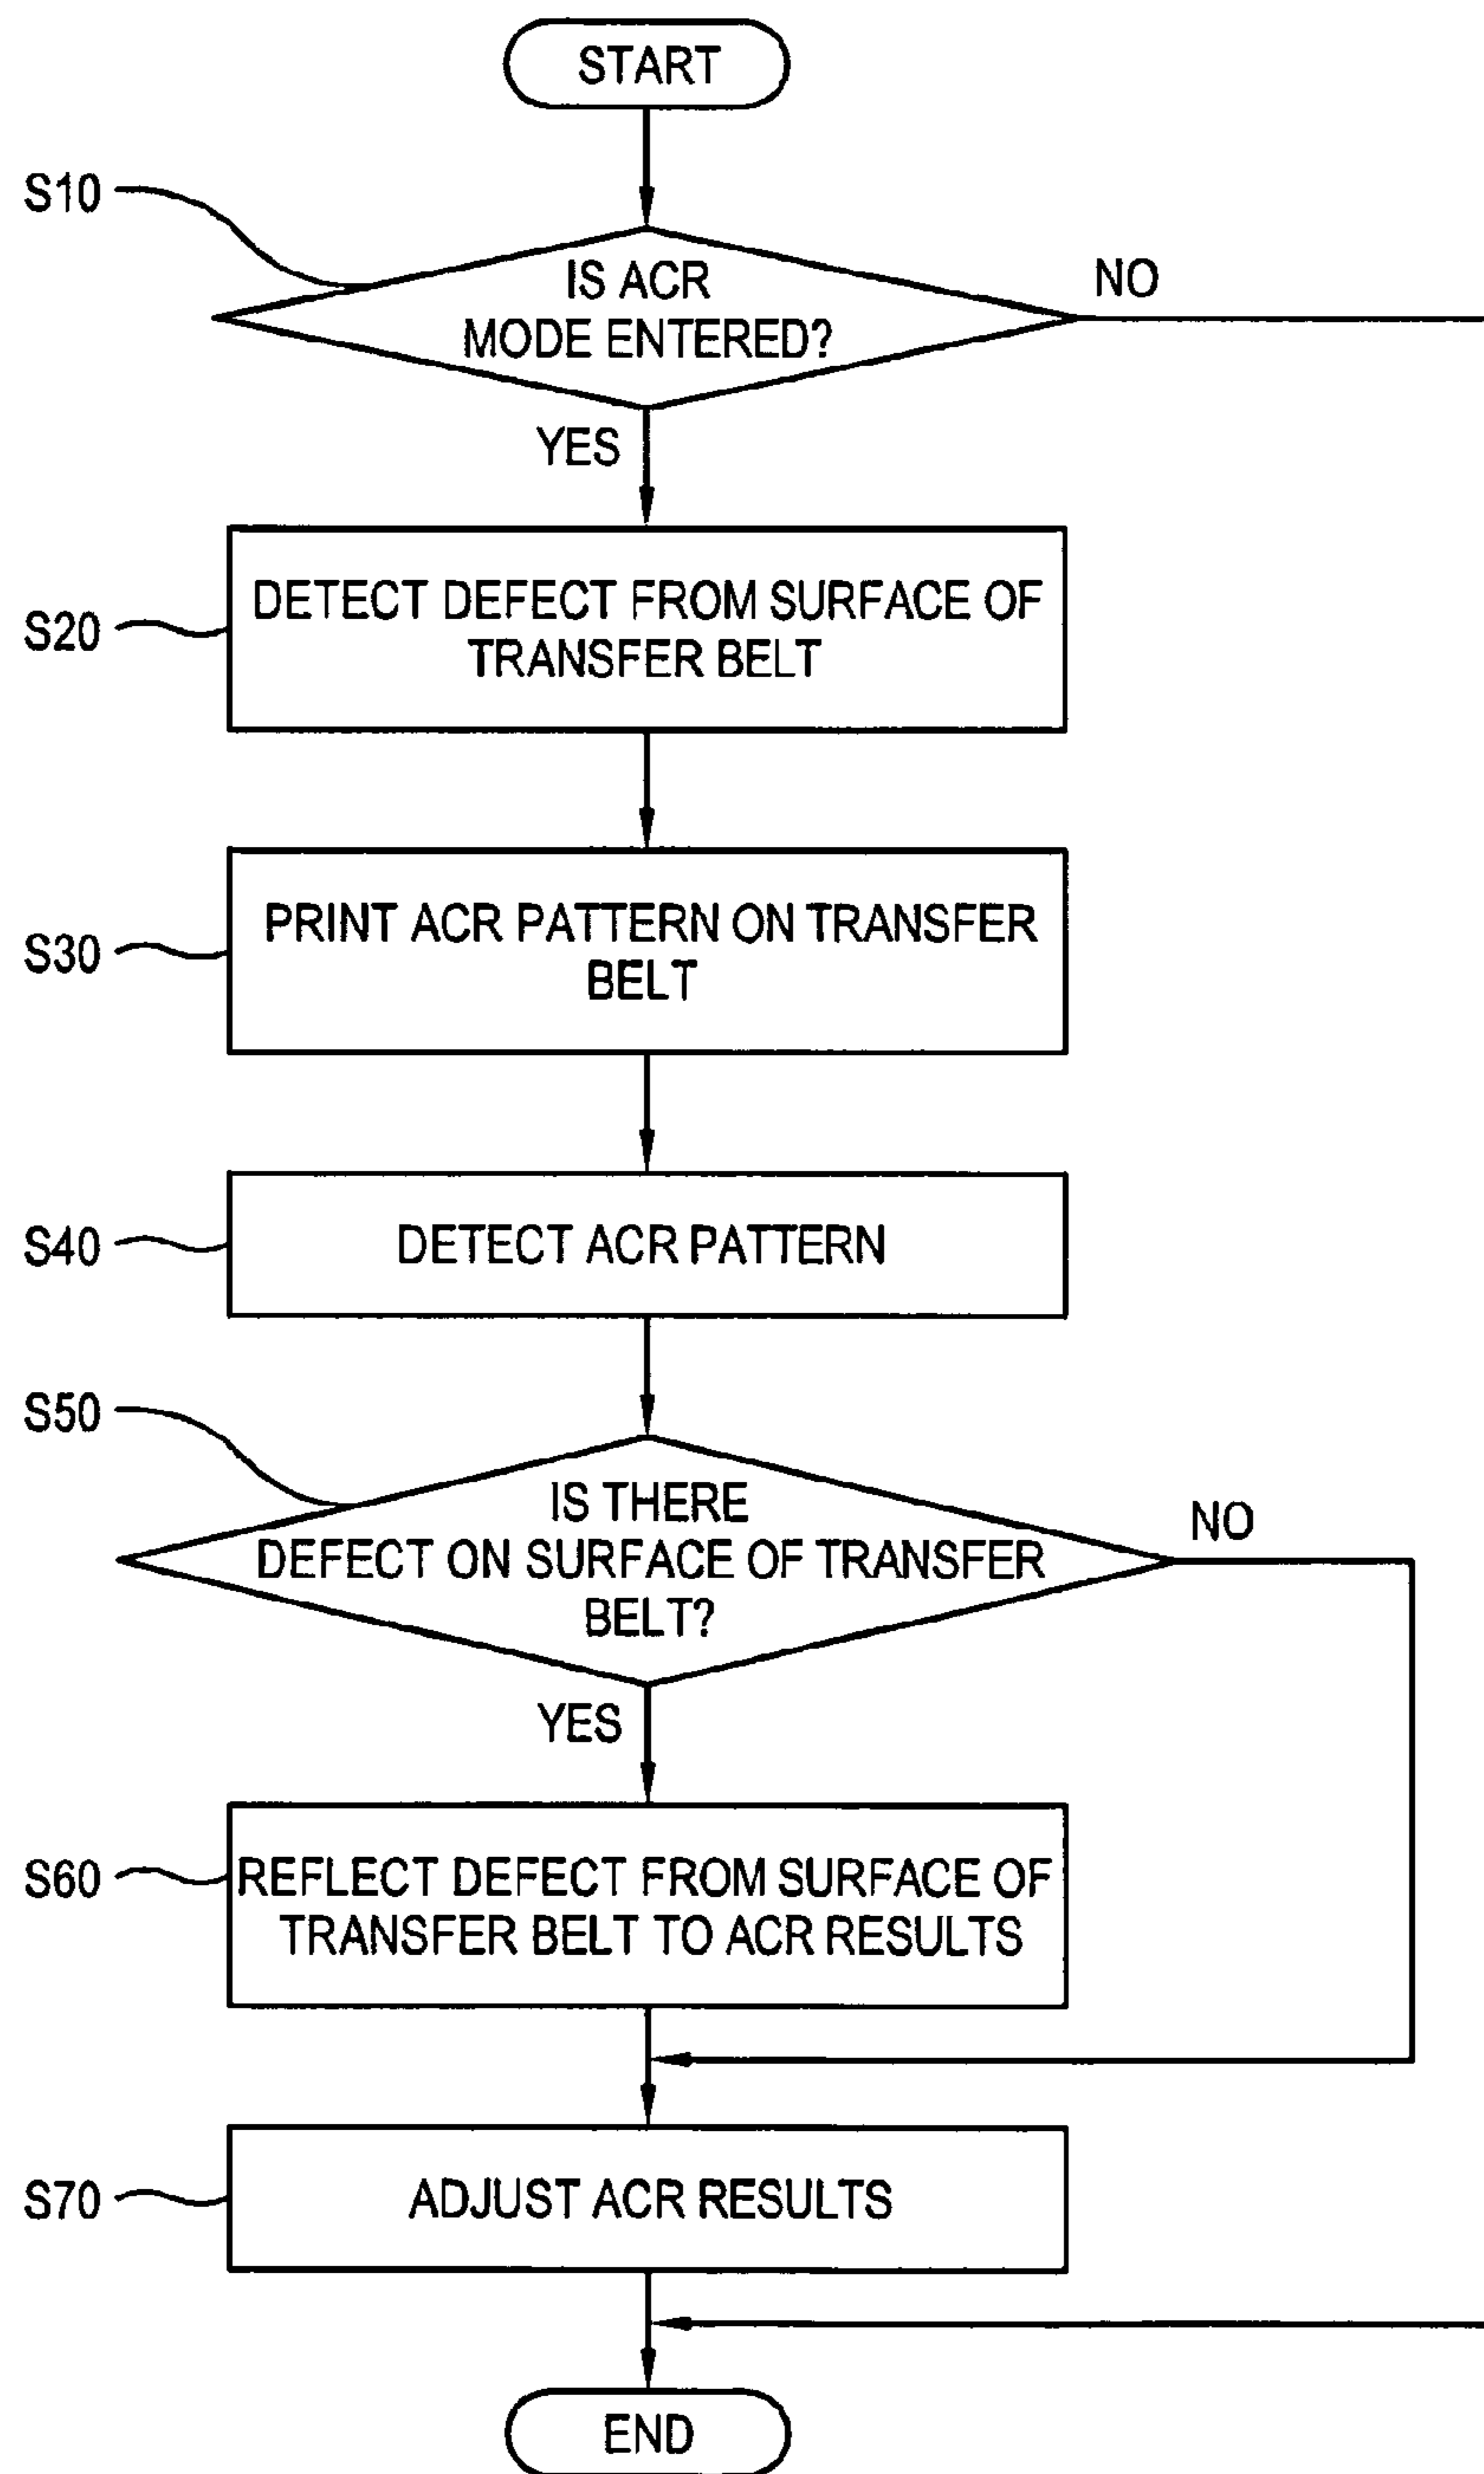 START
S10
IS ACR
MODE ENTERED?
NO
YES
S20
DETECT DEFECT FROM SURFACE OF
TRANSFER BELT
S30
PRINT ACR PATTERN ON TRANSFER
BELT
S40
DETECT ACR PATTERN
S50
IS THERE
DEFECT ON SURFACE OF TRANSFER
BELT?
NO
YES
S60
REFLECT DEFECT FROM SURFACE OF
TRANSFER BELT TO ACR RESULTS
S70
ADJUST ACR RESULTS
END